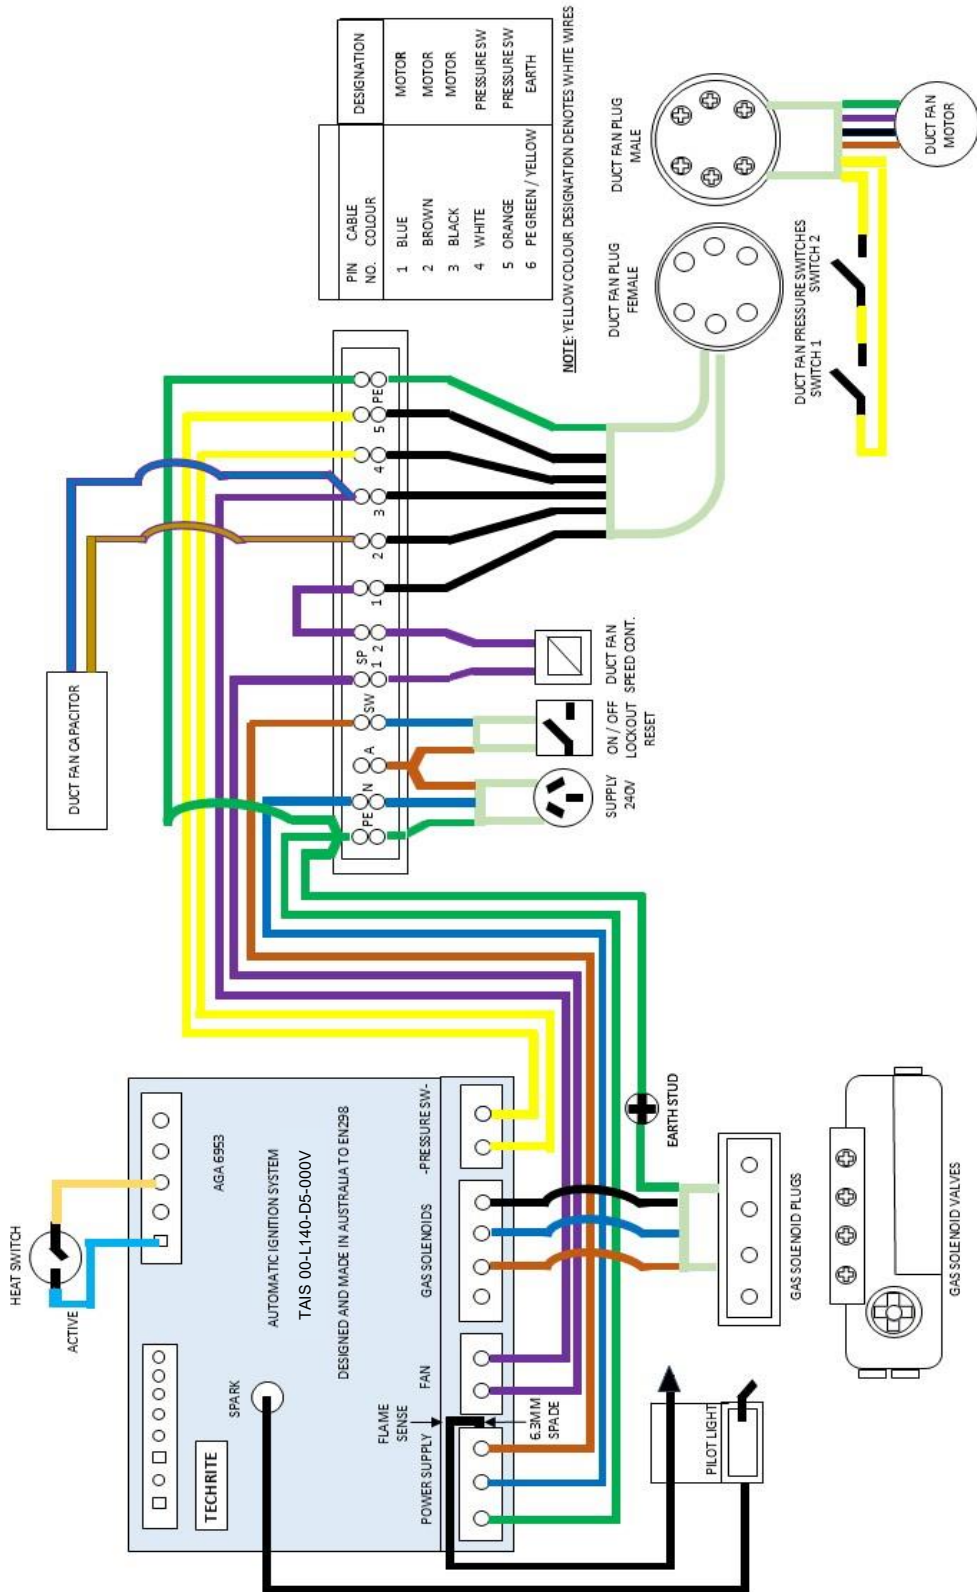 HEAT SWITCH
ACTIVE
TECHRITE
SPARK
AGA 6953
AUTOMATIC IGNITION SYSTEM
TAIS 00-L140-D5-000V
DESIGNED AND MADE IN AUSTRALIA TO EN298
POWER SUPPLY
FLAME
SENSE
6.3MM
SPADE
FAN
GAS SOLENOIDS
-PRESSURE SW-
PILOT LIGHT
EARTH STUD
GAS SOLENOID PLUGS
GAS SOLENOID VALVES
DUCT FAN CAPACITOR
PE
N
A
SW
SP
1
2
1
2
3
4
5
PE
SUPPLY
240V
ON / OFF
LOCKOUT
RESET
DUCT FAN
SPEED CONT.
PIN NO. CABLE COLOUR DESIGNATION
1 BLUE MOTOR
2 BROWN MOTOR
3 BLACK MOTOR
4 WHITE PRESSURE SW
5 ORANGE PRESSURE SW
6 PE GREEN / YELLOW EARTH
NOTE: YELLOW COLOUR DESIGNATION DENOTES WHITE WIRES
DUCT FAN PLUG
FEMALE
DUCT FAN PLUG
MALE
DUCT FAN PRESSURE SWITCHES
SWITCH 1 SWITCH 2
DUCT FAN
MOTOR